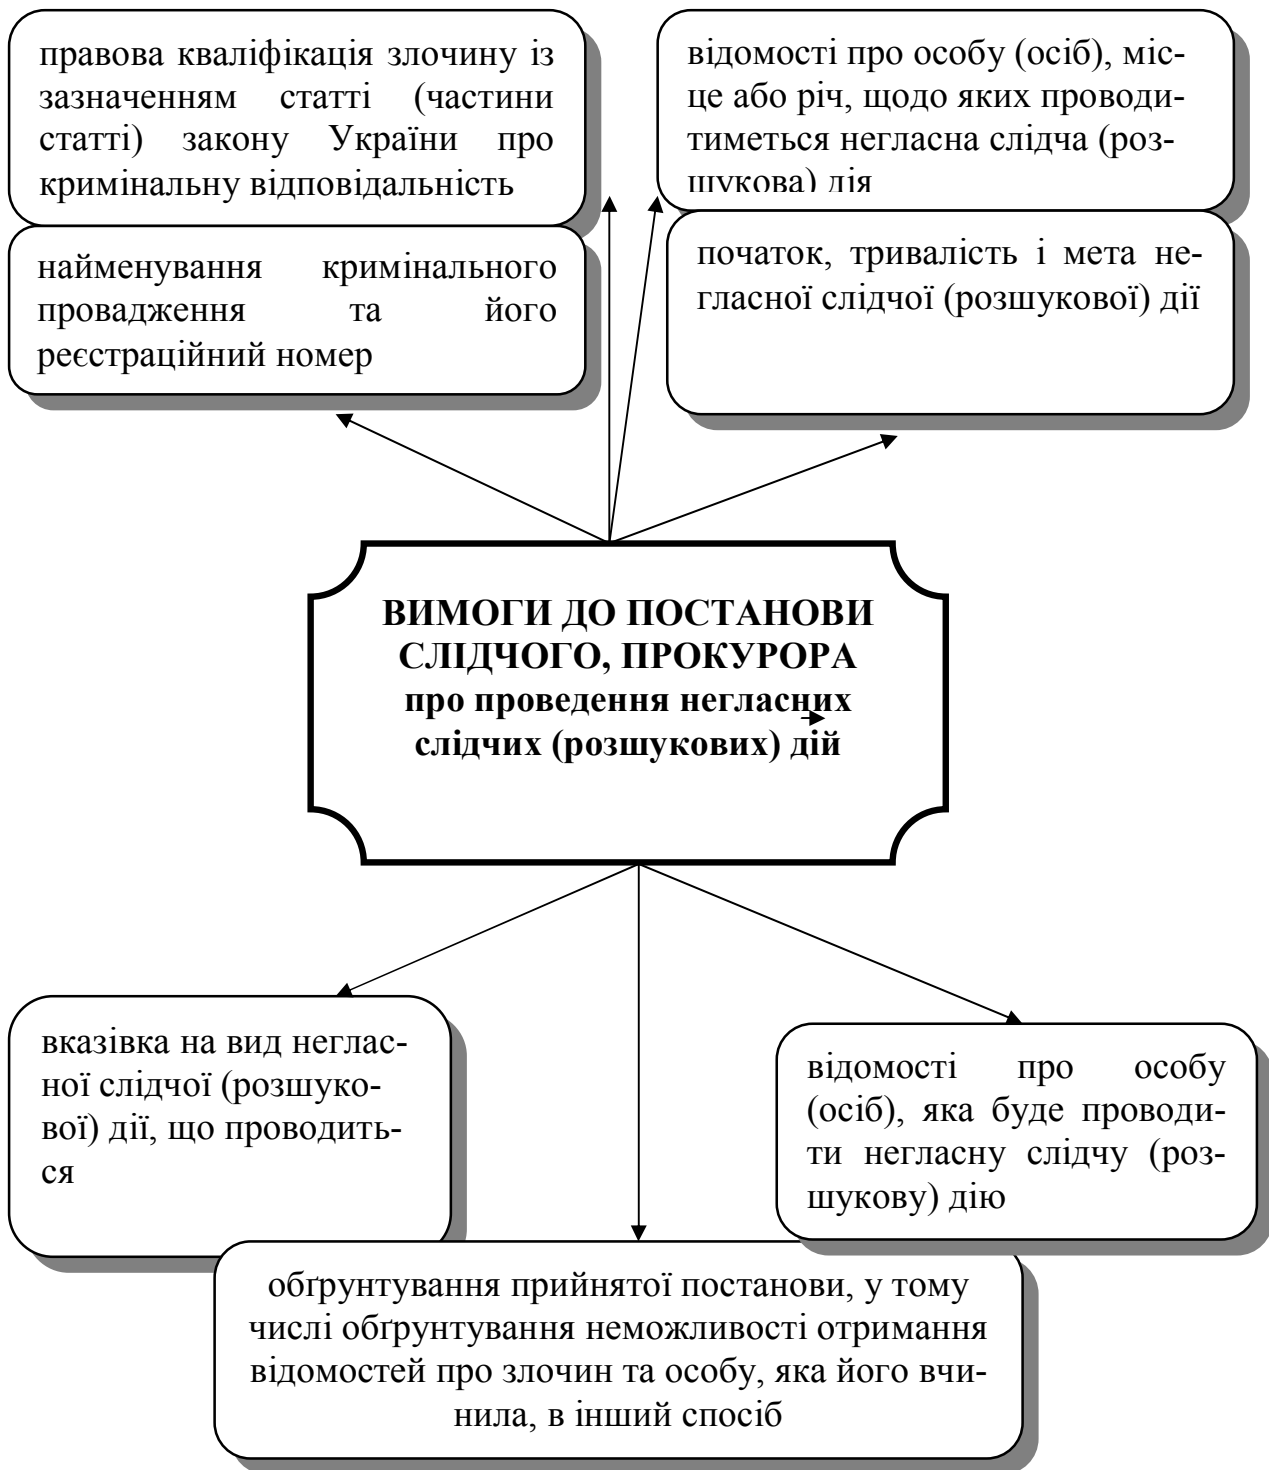 правова кваліфікація злочину із
зазначенням статті (частини
статті) закону України про
кримінальну відповідальність
відомості про особу (осіб), міс-
це або річ, щодо яких проводи-
тиметься негласна слідча (роз-
шукова) дія
найменування кримінального
провадження та його
реєстраційний номер
початок, тривалість і мета не-
гласної слідчої (розшукової) дії
ВИМОГИ ДО ПОСТАНОВИ
СЛІДЧОГО, ПРОКУРОРА
про проведення негласних
слідчих (розшукових) дій
вказівка на вид неглас-
ної слідчої (розшуко-
вої) дії, що проводить-
ся
відомості про особу
(осіб), яка буде проводи-
ти негласну слідчу (роз-
шукову) дію
обґрунтування прийнятої постанови, у тому
числі обґрунтування неможливості отримання
відомостей про злочин та особу, яка його вчи-
нила, в інший спосіб